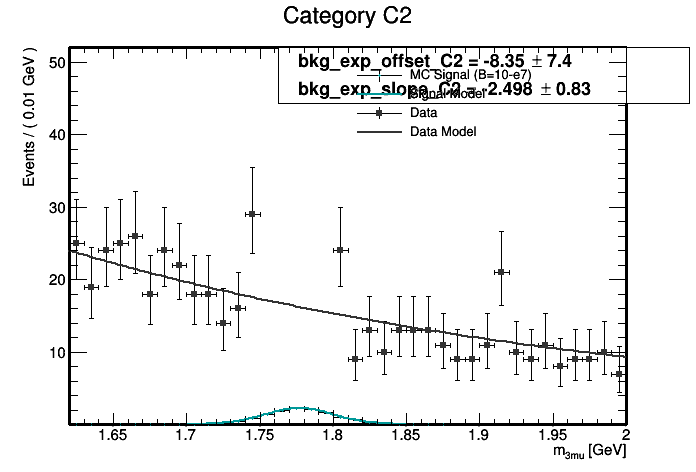 Category C2
bkg_exp_offset_C2 = -8.35 ± 7.4
MC Signal (B=10-e7)
bkg_exp_slope_C2 = -2.498 ± 0.83
Signal Model
Data
Data Model
Events / ( 0.01 GeV )
50
40
30
20
10
1.65 1.7 1.75 1.8 1.85 1.9 1.95 2
m3mu [GeV]